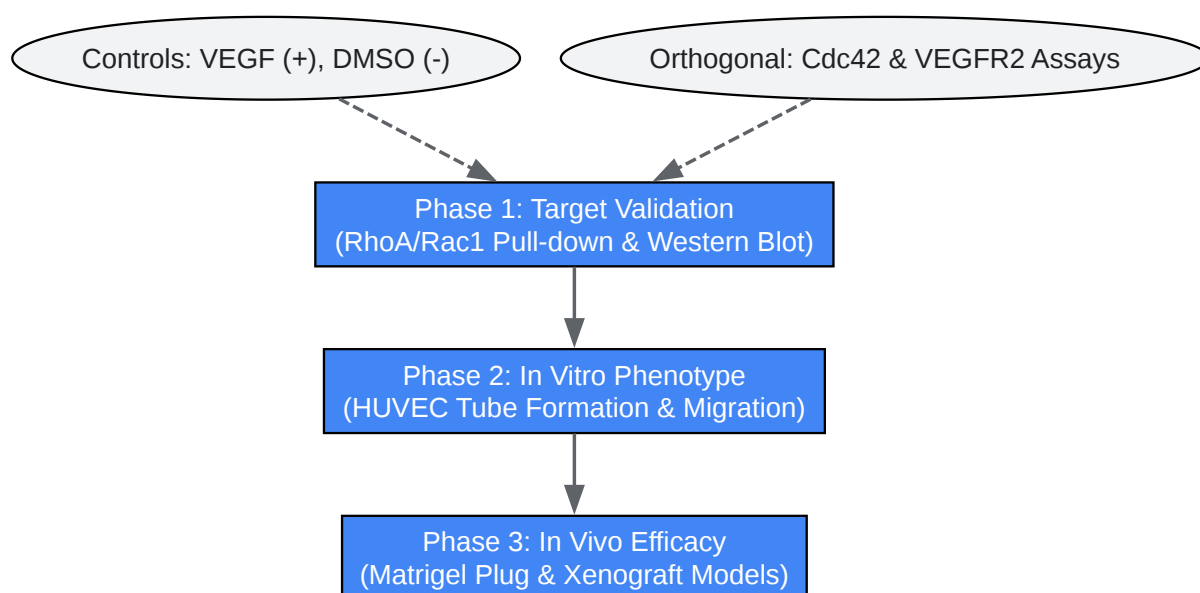 Controls: VEGF (+), DMSO (-)
Orthogonal: Cdc42 & VEGFR2 Assays
Phase 1: Target Validation
(RhoA/Rac1 Pull-down & Western Blot)
Phase 2: In Vitro Phenotype
(HUVEC Tube Formation & Migration)
Phase 3: In Vivo Efficacy
(Matrigel Plug & Xenograft Models)